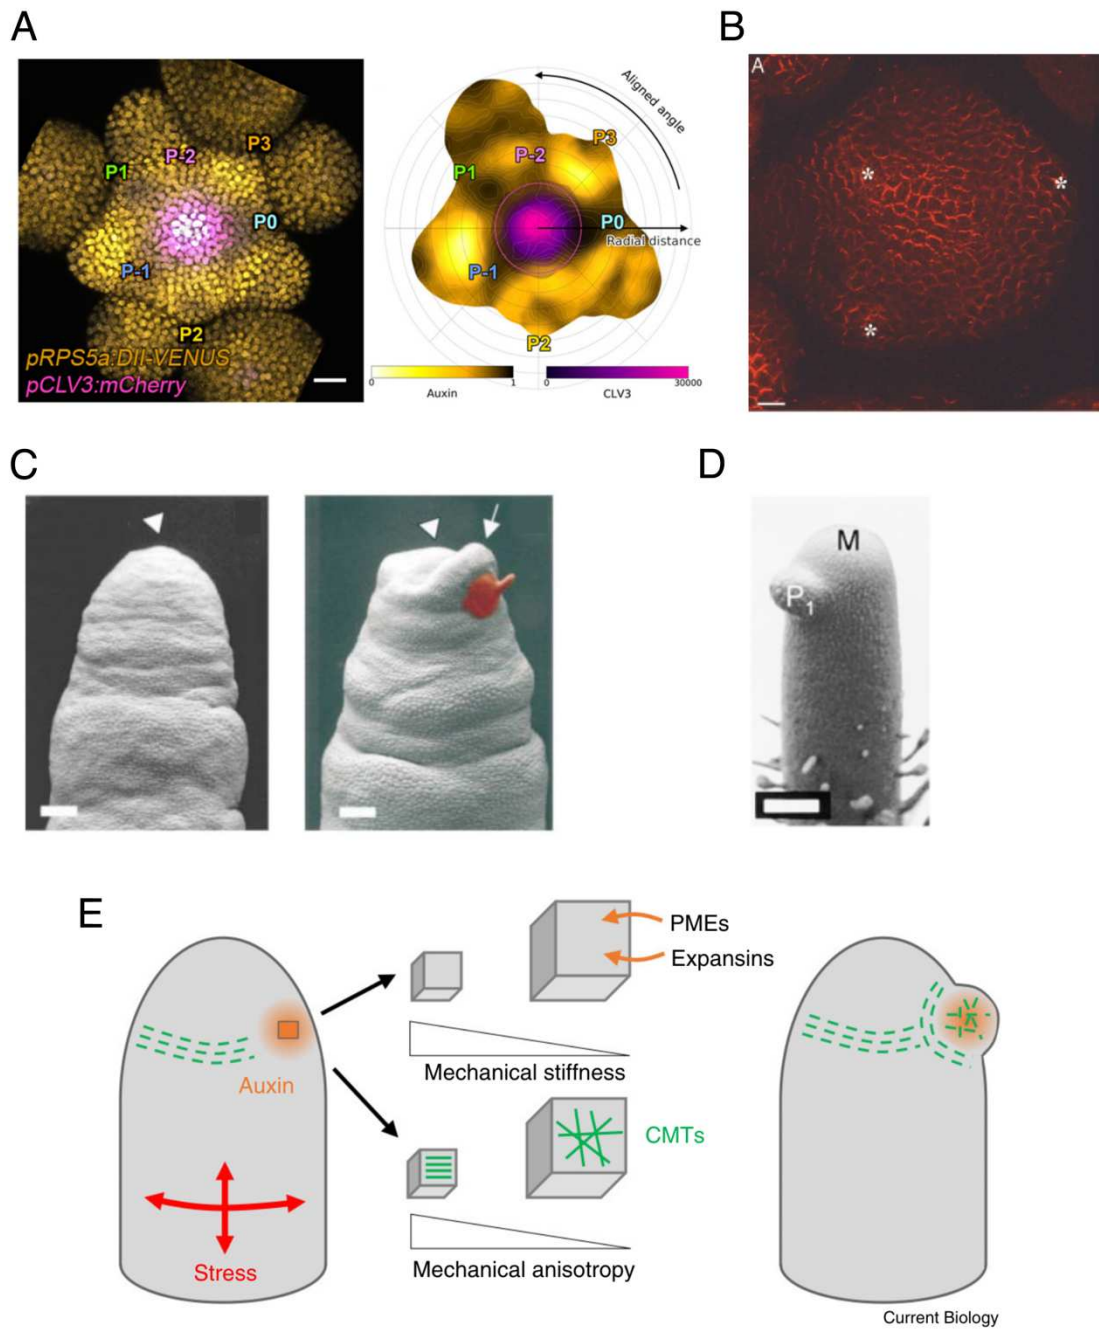 A
B
P3
P-2
P1
P0
P-1
P2
pRPS5a:DII-VENUS
pCLV3:mCherry
Aligned angle
P3
P-2
P1
P0
Radial distance
P-1
P2
0
1
Auxin
0
30000
CLV3
A
*
*
*
C
D
M
P1
E
Auxin
Stress
PMEs
Expansins
Mechanical stiffness
CMTs
Mechanical anisotropy
Current Biology